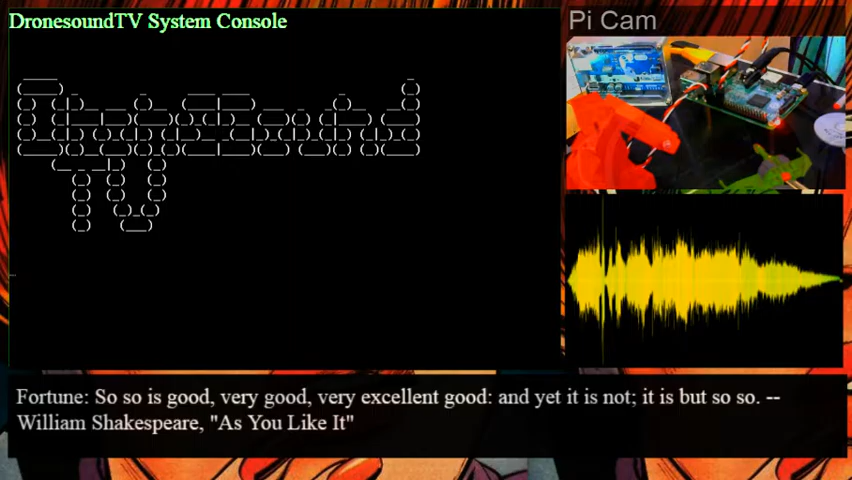 DronesoundTV System Console
Pi Cam
Fortune: So so is good, very good, very excellent good: and yet it is not; it is but so so. --
William Shakespeare, "As You Like It"